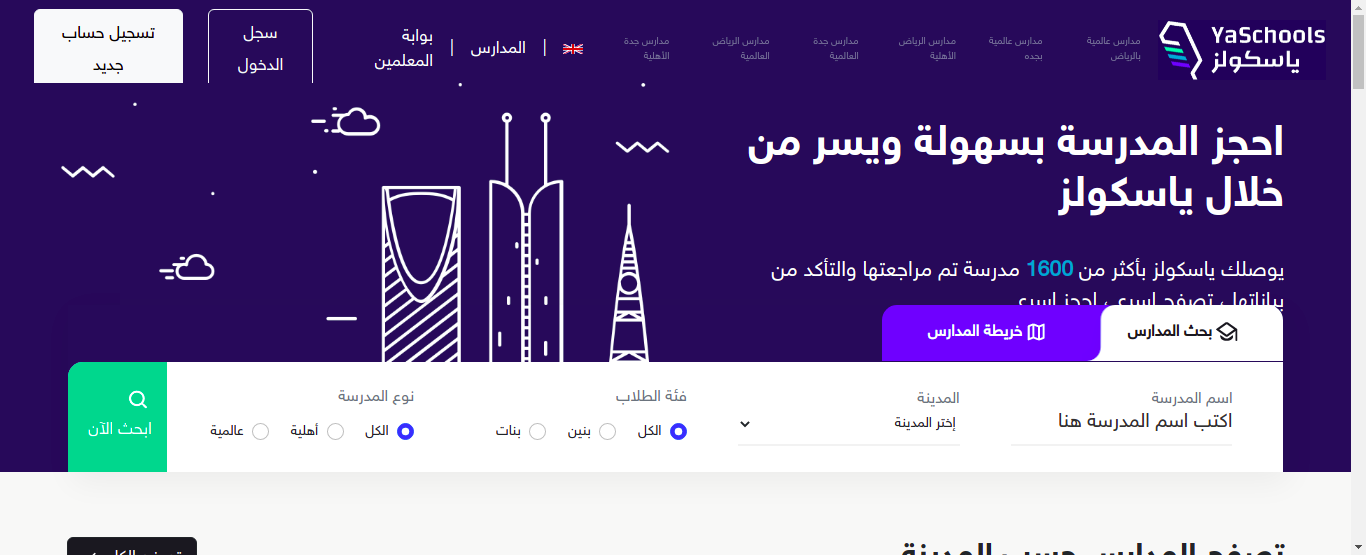 YaSchools
ياسكولز
مدارس عالمية
بالرياض
مدارس عالمية
بجده
مدارس الرياض
الأهلية
مدارس جدة
العالمية
مدارس الرياض
العالمية
مدارس جدة
الأهلية
المدارس
بوابة
المعلمين
سجل
الدخول
تسجيل حساب
جديد
احجز المدرسة بسهولة ويسر من
خلال ياسكولز
يوصلك ياسكولز بأكثر من 1600 مدرسة تم مراجعتها والتأكد من
بياناتها، تصفح اسرع ، احجز اسرع
بحث المدارس
خريطة المدارس
اسم المدرسة
اكتب اسم المدرسة هنا
المدينة
إختر المدينة
فئة الطلاب
الكل
بنين
بنات
نوع المدرسة
الكل
أهلية
عالمية
ابحث الآن
تصفح المدارس حسب المدينة